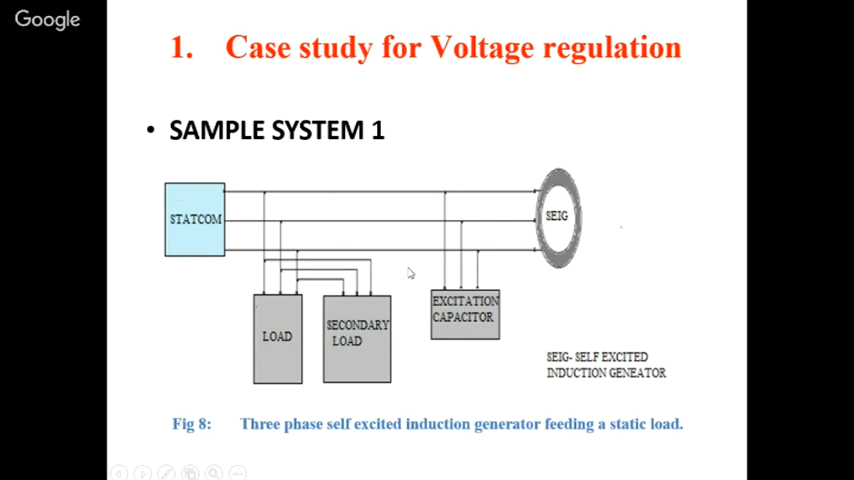 Google
1. Case study for Voltage regulation
• SAMPLE SYSTEM 1
STATCOM
SEIG
LOAD
SECONDARY
LOAD
EXCITATION
CAPACITOR
SEIG- SELF EXCITED
INDUCTION GENEATOR
Fig 8: Three phase self excited induction generator feeding a static load.